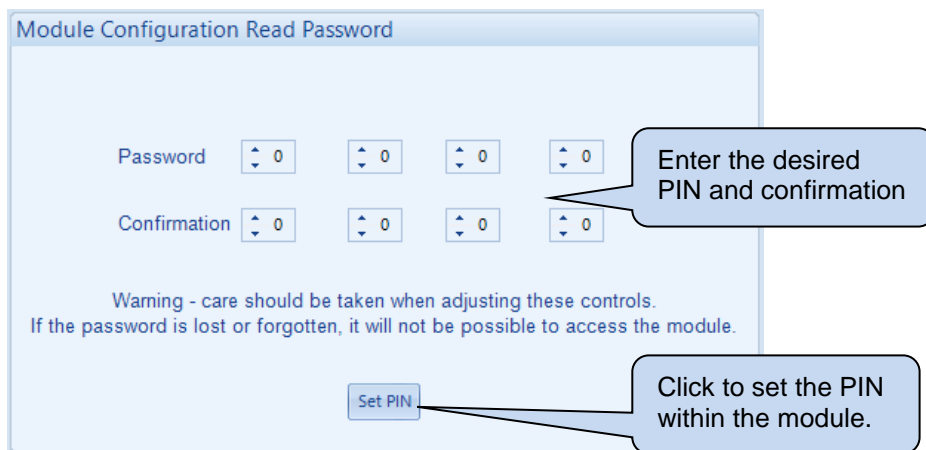 Module Configuration Read Password
Password 0 0 0 0
Enter the desired
PIN and confirmation
Confirmation 0 0 0 0
Warning - care should be taken when adjusting these controls.
If the password is lost or forgotten, it will not be possible to access the module.
Set PIN
Click to set the PIN
within the module.